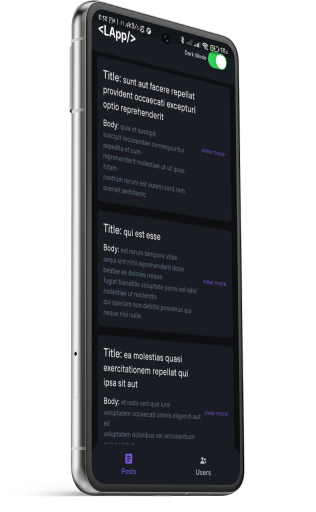 <LApp/>
Dark Mode
Title: sunt aut facere repellat
provident occaecati excepturi
optio reprehenderit
Body: quia et suscipit
suscipit recusandae consequuntur
expedita et cum
reprehenderit molestiae ut ut quas
totam
nostrum rerum est autem sunt rem
eveniet architecto
view more
Title: qui est esse
Body: est rerum tempore vitae
sequi sint nihil reprehenderit dolor
beatae ea dolores neque
fugiat blanditiis voluptate porro vel nihil
molestiae ut reiciendis
qui aperiam non debitis possimus qui
neque nisi nulla
view more
Title: ea molestias quasi
exercitationem repellat qui
ipsa sit aut
Body: et iusto sed quo iure
voluptatem occaecati omnis eligendi aut
ad
voluptatem doloribus vel accusantium
view more
Posts
Users